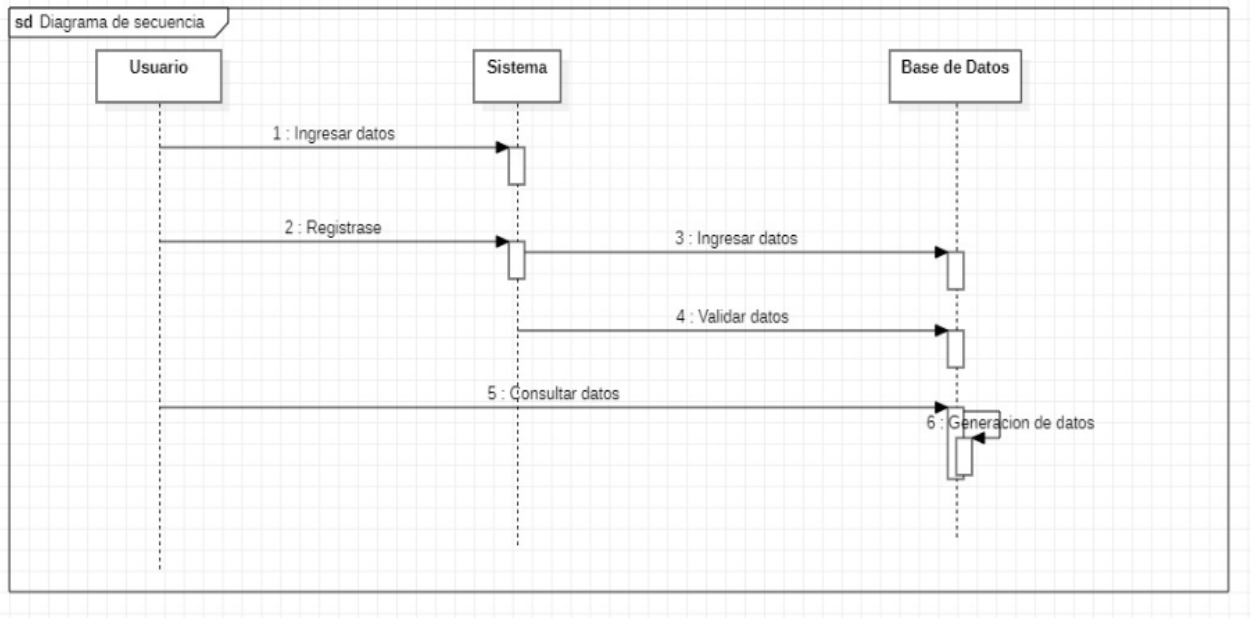 sd Diagrama de secuencia
Usuario
Sistema
Base de Datos
1 : Ingresar datos
2 : Registrase
3 : Ingresar datos
4 : Validar datos
5 : Consultar datos
6 : Generacion de datos